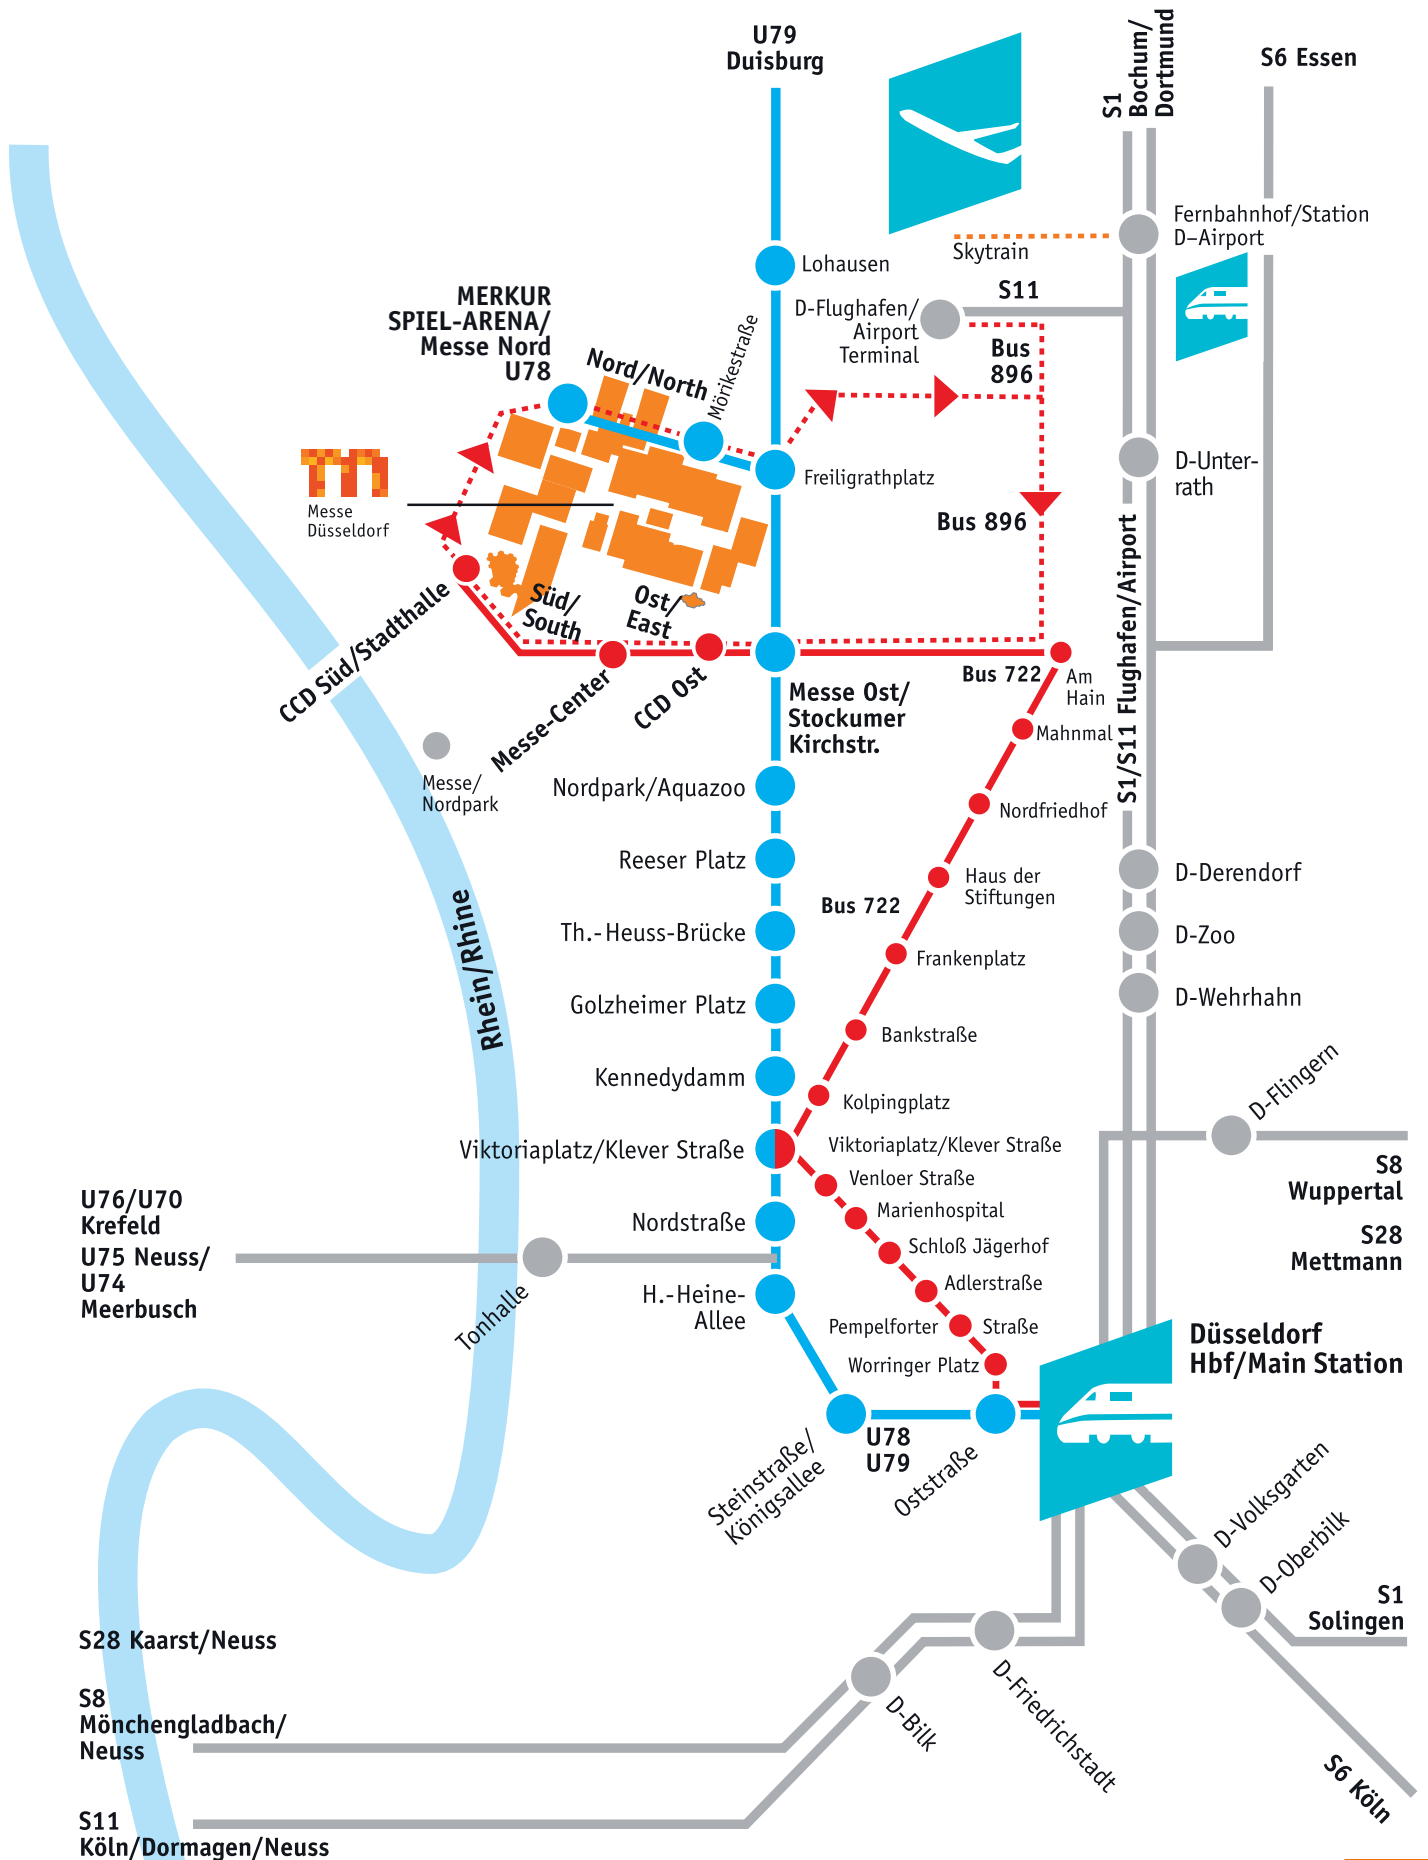 U79
Duisburg
S1
Bochum/
Dortmund
S6 Essen
Fernbahnhof/Station
D–Airport
Skytrain
Lohausen
S11
D-Flughafen/
Airport
Terminal
MERKUR
SPIEL-ARENA/
Messe Nord
U78
Nord/North
Mörikestraße
Bus
896
Freiligrathplatz
D-Unter-
rath
Messe
Düsseldorf
Bus 896
Süd/
South
Ost/
East
CCD Süd/Stadthalle
Messe-Center
CCD Ost
Messe Ost/
Stockumer
Kirchstr.
Bus 722
Am
Hain
S1/S11 Flughafen/Airport
Mahnmal
Messe/
Nordpark
Nordpark/Aquazoo
Nordfriedhof
Reeser Platz
Haus der
Stiftungen
D-Derendorf
Bus 722
Th.-Heuss-Brücke
D-Zoo
Frankenplatz
Rhein/Rhine
Golzheimer Platz
D-Wehrhahn
Bankstraße
Kennedydamm
Kolpingplatz
D-Flingern
Viktoriaplatz/Klever Straße
Viktoriaplatz/Klever Straße
Venloer Straße
S8
Wuppertal
U76/U70
Krefeld
U75 Neuss/
U74
Meerbusch
Nordstraße
Marienhospital
S28
Mettmann
Schloß Jägerhof
Tonhalle
H.-Heine-
Allee
Adlerstraße
Pempelforter Straße
Düsseldorf
Hbf/Main Station
Worringer Platz
U78
U79
Steinstraße/
Königsallee
Oststraße
D-Volksgarten
D-Oberbilk
S1
Solingen
S28 Kaarst/Neuss
D-Friedrichstadt
S8
Mönchengladbach/
Neuss
D-Bilk
S6 Köln
S11
Köln/Dormagen/Neuss